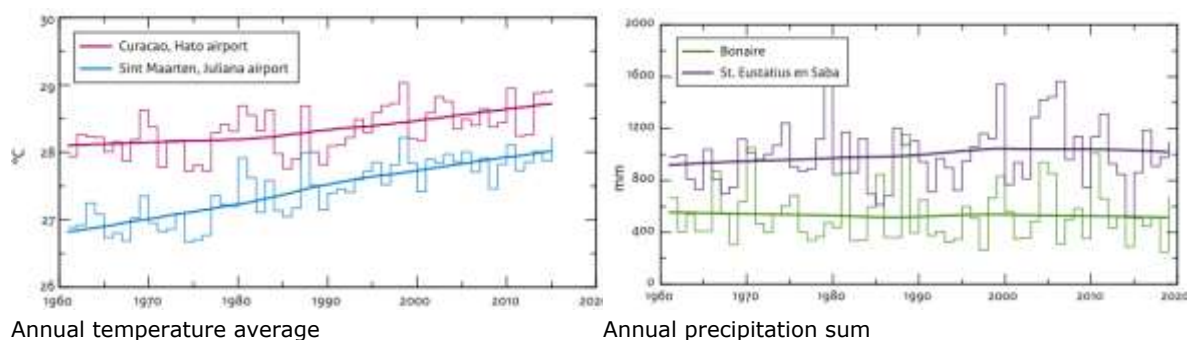 30
29
28
27
26
°C
Curacao, Hato airport
Sint Maarten, Juliana airport
1960 1970 1980 1990 2000 2010 2020
Annual temperature average
2000
1600
1200
800
400
0
mm
Bonaire
St. Eustatius en Saba
1960 1970 1980 1990 2000 2010 2020
Annual precipitation sum